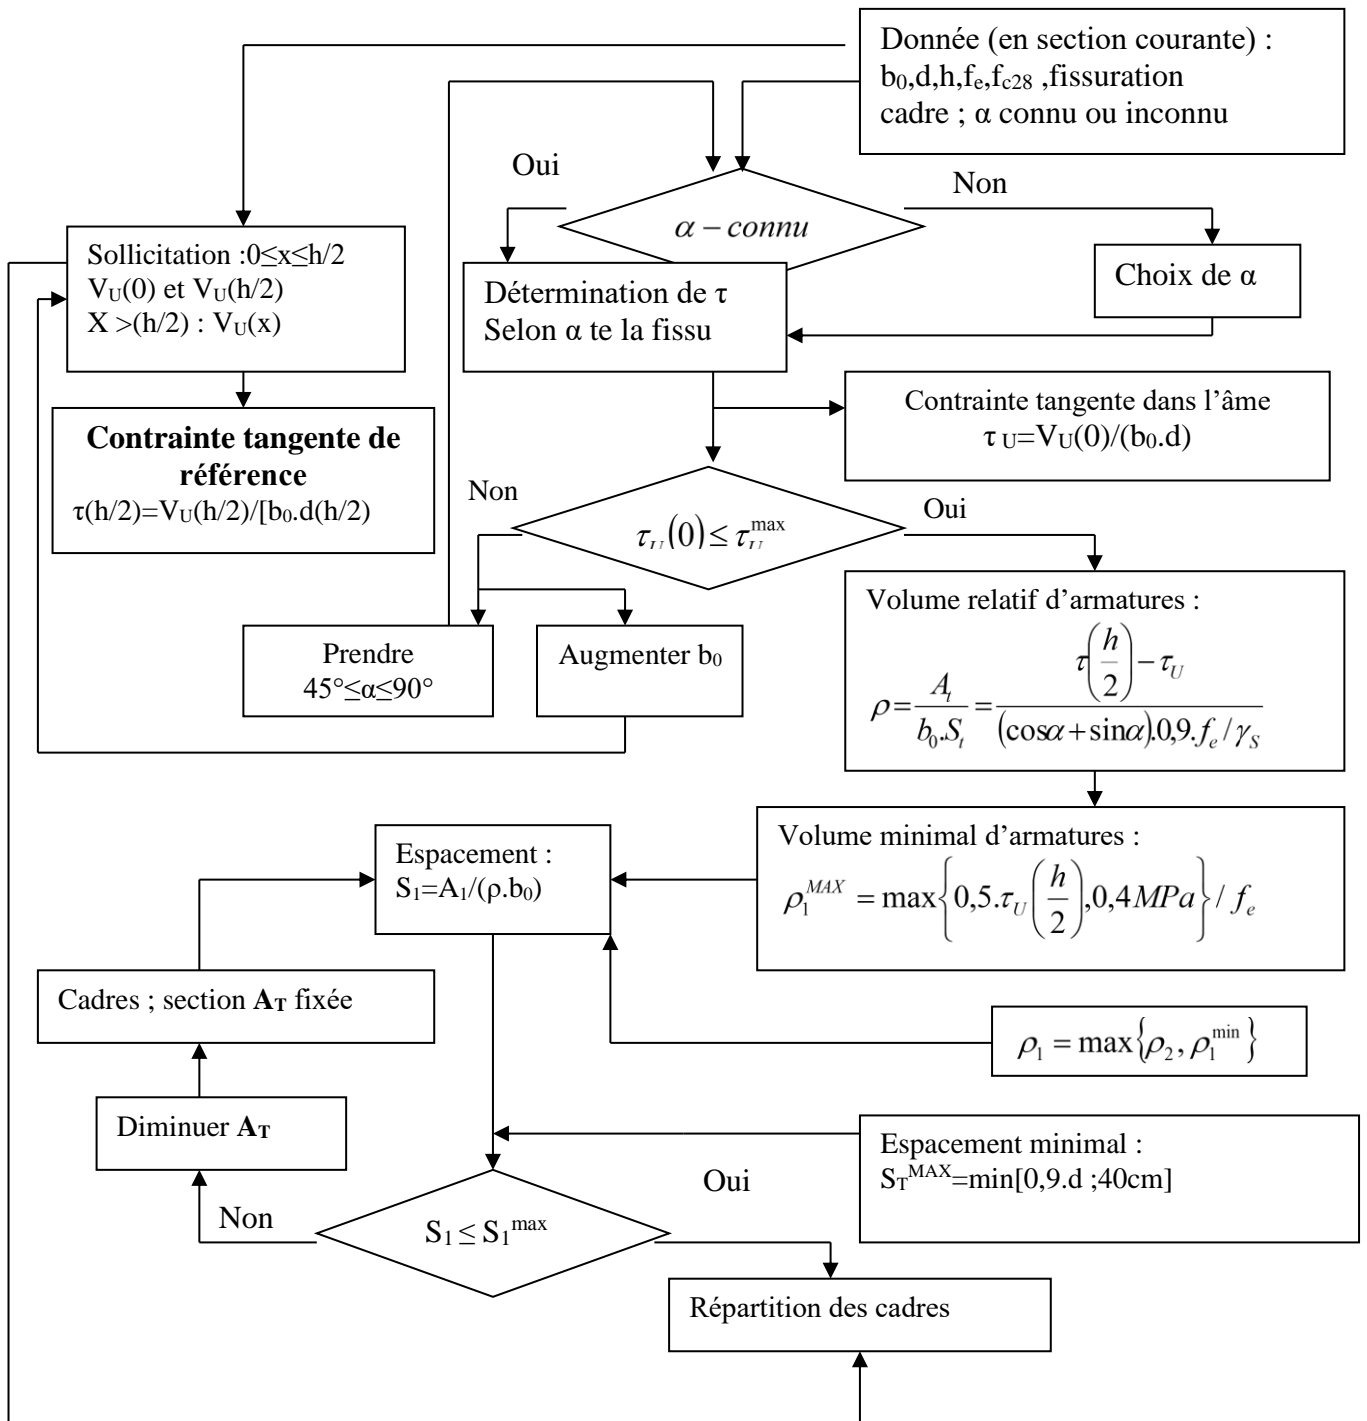 Donnée (en section courante) :
b₀,d,h,fₑ,f_c28 ,fissuration
cadre ; α connu ou inconnu
Oui
Non
α − connu
Sollicitation :0≤x≤h/2
V_U(0) et V_U(h/2)
X >(h/2) : V_U(x)
Détermination de τ
Selon α te la fissu
Choix de α
Contrainte tangente de
référence
τ(h/2)=V_U(h/2)/[b₀.d(h/2)
Contrainte tangente dans l’âme
τ_U=V_U(0)/(b₀.d)
Non
Oui
τ_U(0) ≤ τ_U^max
Prendre
45°≤α≤90°
Augmenter b₀
Volume relatif d’armatures :
ρ = A_t / (b₀.S_t) = (τ(h/2) − τ_U) / ((cosα + sinα).0,9.f_e / γ_S)
Volume minimal d’armatures :
ρ₁^MAX = max{0,5.τ_U(h/2),0,4MPa} / f_e
Espacement :
S₁=A₁/(ρ.b₀)
Cadres ; section A_T fixée
ρ₁ = max{ρ₂, ρ₁^min}
Diminuer A_T
Espacement minimal :
S_T^MAX=min[0,9.d ;40cm]
Non
Oui
S₁ ≤ S₁^max
Répartition des cadres